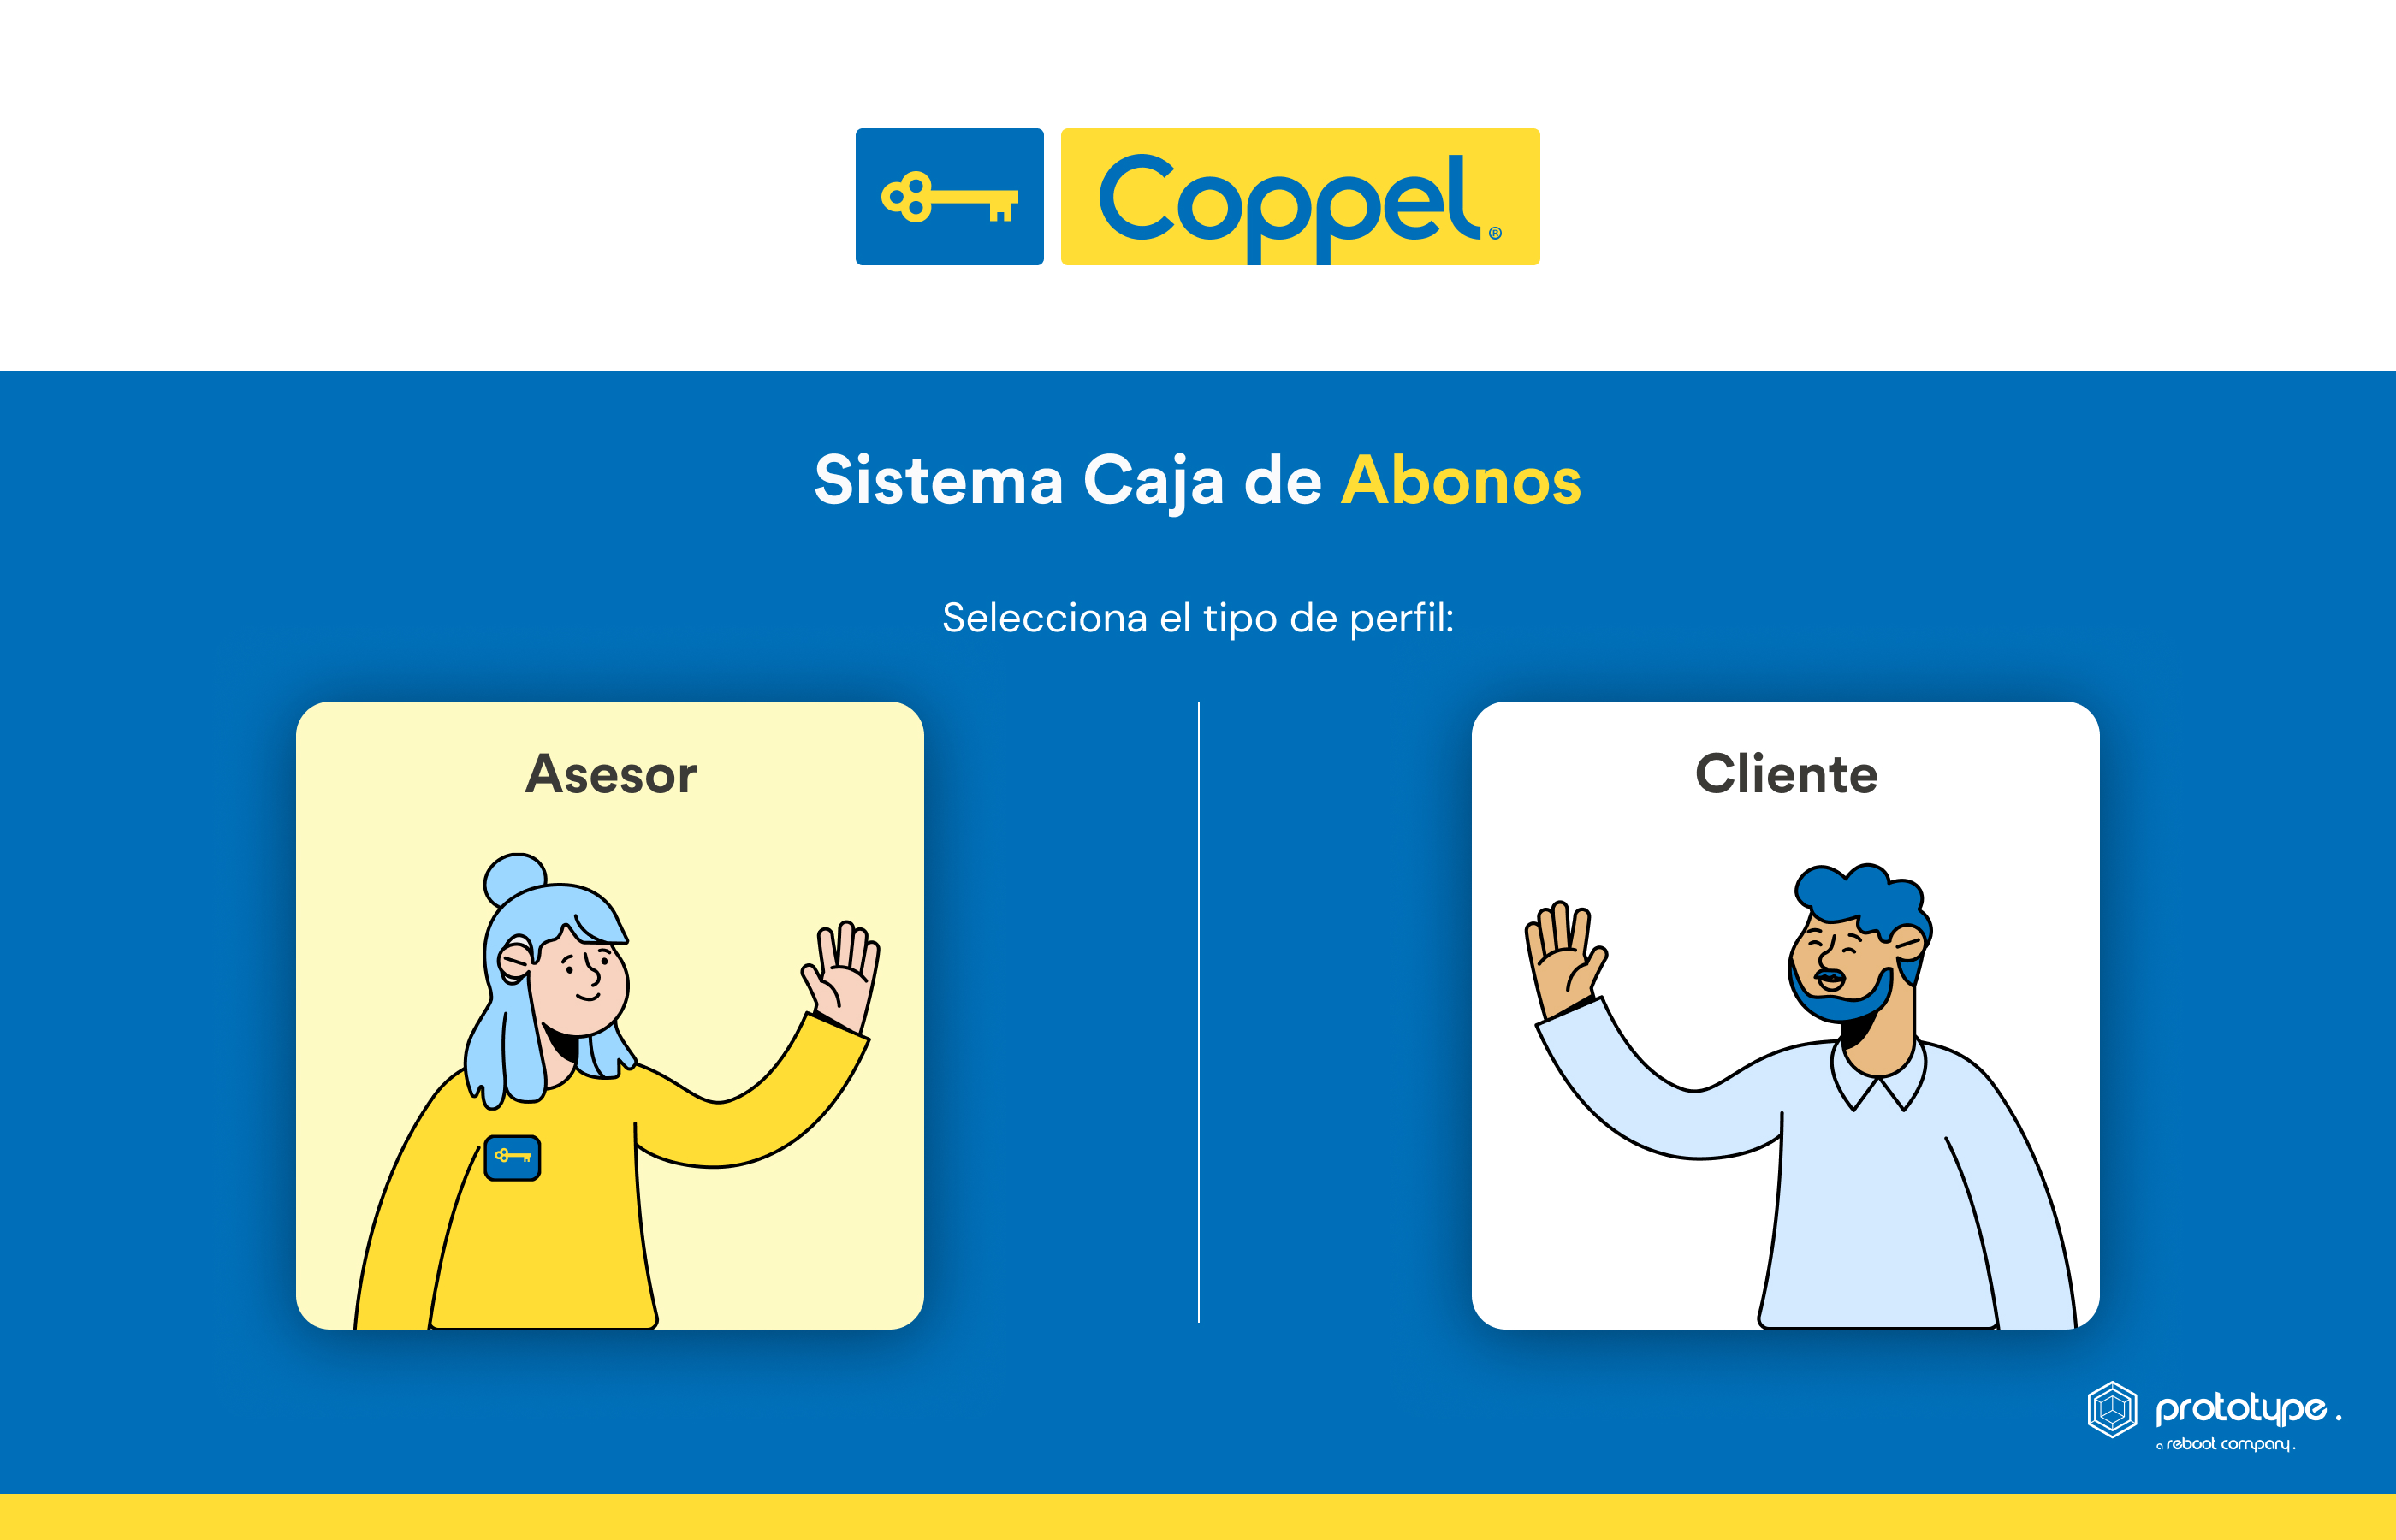 Coppel®
Sistema Caja de Abonos
Selecciona el tipo de perfil:
Asesor
Cliente
prototype.
a reboot company.